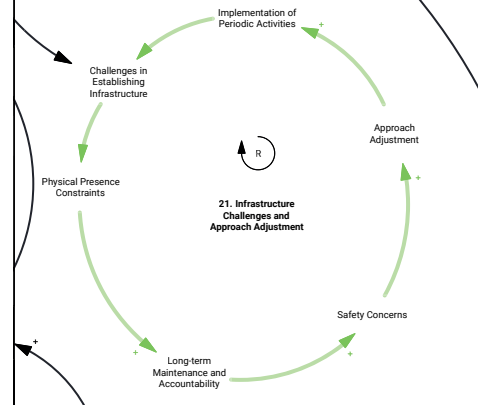 Implementation of
Periodic Activities
+
Challenges in
Establishing
Infrastructure
Approach
Adjustment
R
Physical Presence
Constraints
+
21. Infrastructure
Challenges and
Approach Adjustment
Safety Concerns
+
+
+
Long-term
Maintenance and
Accountability